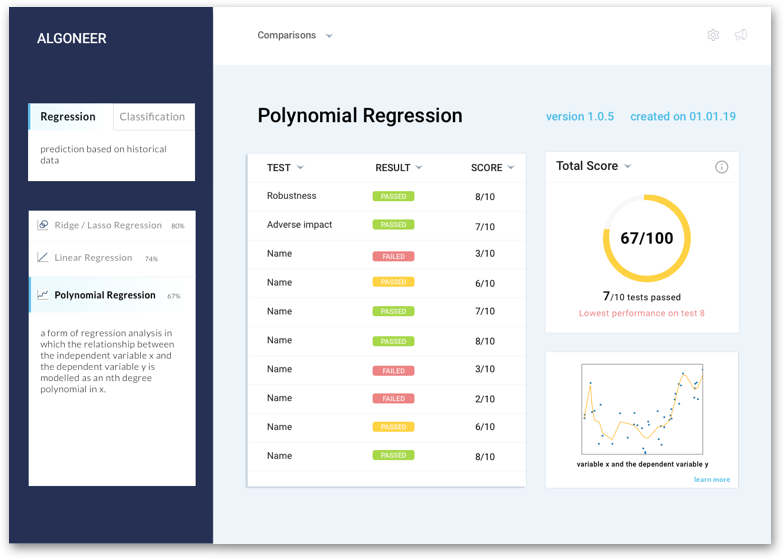 ALGONEER
Comparisons
Regression
Classification
prediction based on historical
data
Ridge / Lasso Regression 80%
Linear Regression 74%
Polynomial Regression 67%
a form of regression analysis in
which the relationship between
the independent variable x and
the dependent variable y is
modelled as an nth degree
polynomial in x.
Polynomial Regression
version 1.0.5
created on 01.01.19
TEST RESULT SCORE
Robustness PASSED 8/10
Adverse impact PASSED 7/10
Name FAILED 3/10
Name PASSED 6/10
Name PASSED 7/10
Name PASSED 8/10
Name FAILED 3/10
Name FAILED 2/10
Name PASSED 6/10
Name PASSED 8/10
Total Score
67/100
7/10 tests passed
Lowest performance on test 8
variable x and the dependent variable y
learn more